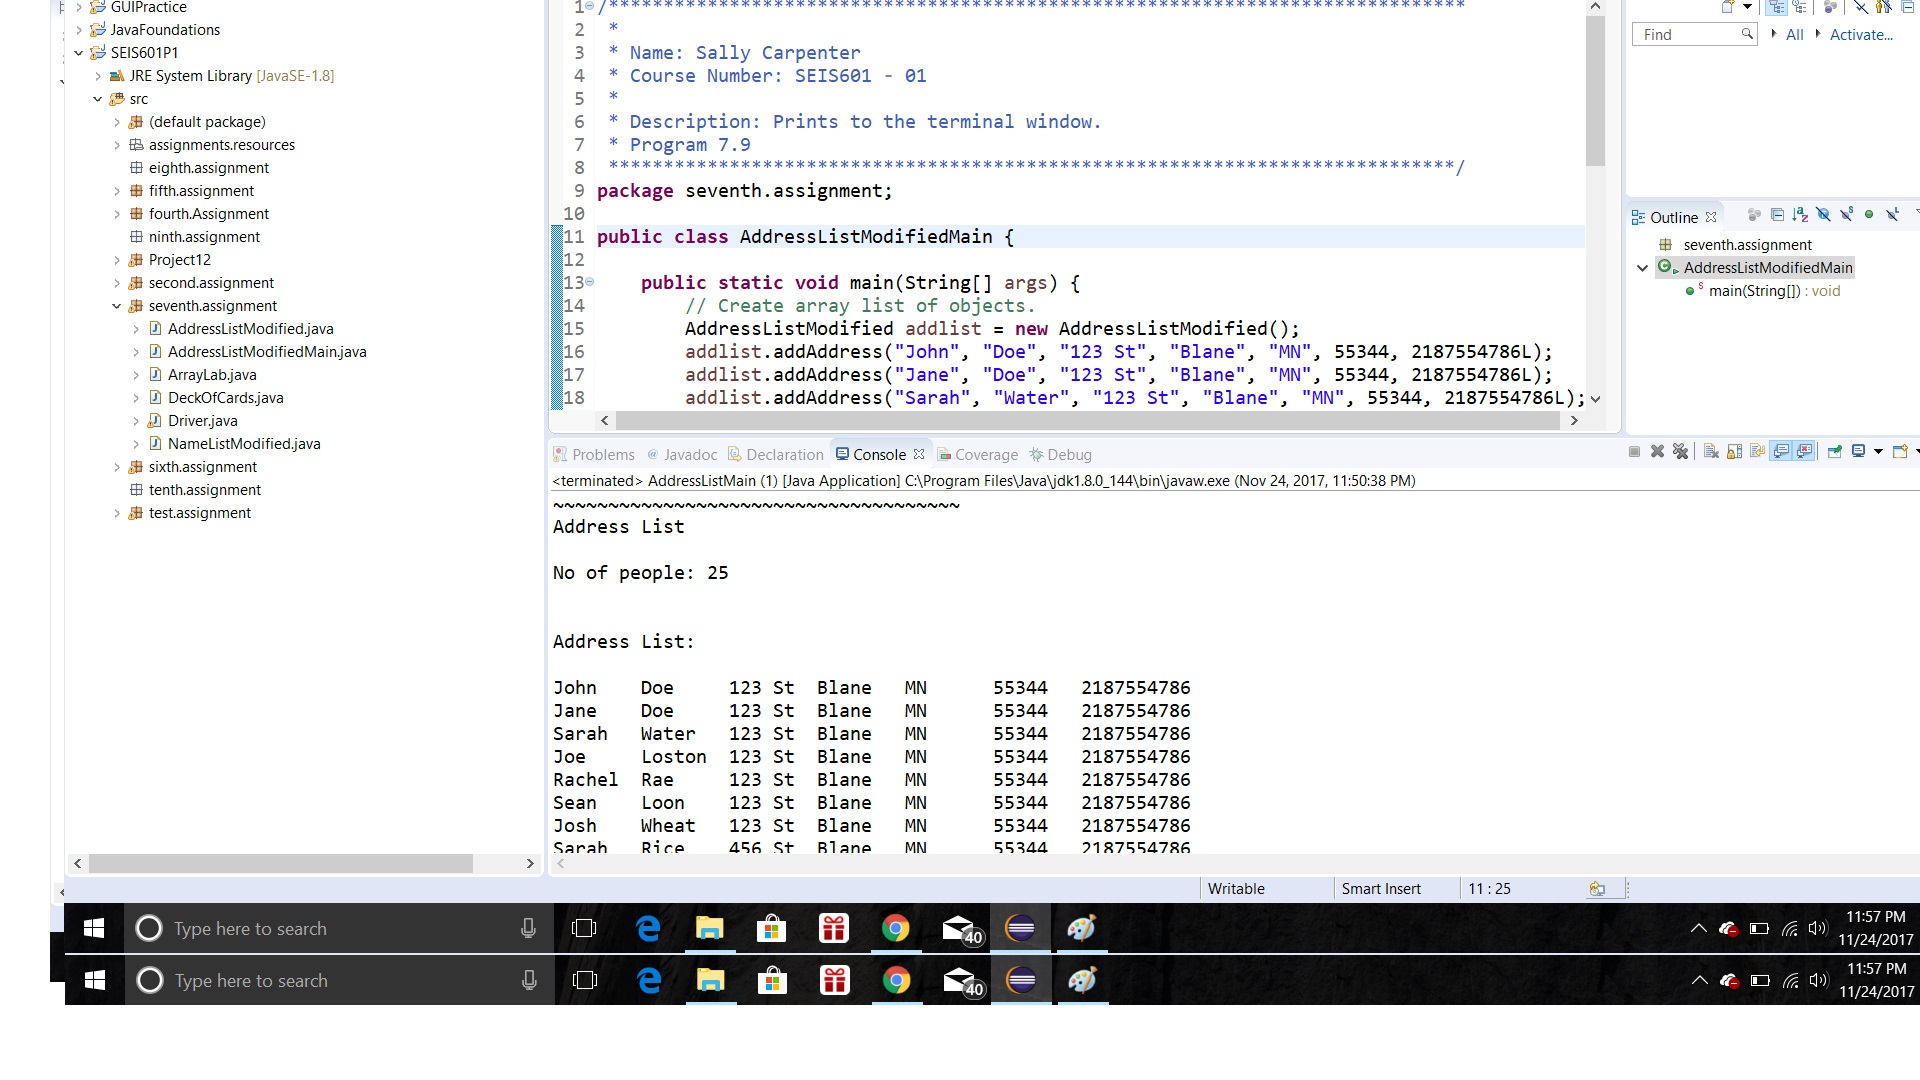 GUIPractice
JavaFoundations
SEIS601P1
JRE System Library [JavaSE-1.8]
src
(default package)
assignments.resources
eighth.assignment
fifth.assignment
fourth.Assignment
ninth.assignment
Project12
second.assignment
seventh.assignment
AddressListModified.java
AddressListModifiedMain.java
ArrayLab.java
DeckOfCards.java
Driver.java
NameListModified.java
sixth.assignment
tenth.assignment
test.assignment
1 /******************************************************************************
2 *
3 * Name: Sally Carpenter
4 * Course Number: SEIS601 - 01
5 *
6 * Description: Prints to the terminal window.
7 * Program 7.9
8 *****************************************************************************/
9 package seventh.assignment;
10
11 public class AddressListModifiedMain {
12
13 public static void main(String[] args) {
14 // Create array list of objects.
15 AddressListModified addlist = new AddressListModified();
16 addlist.addAddress("John", "Doe", "123 St", "Blane", "MN", 55344, 2187554786L);
17 addlist.addAddress("Jane", "Doe", "123 St", "Blane", "MN", 55344, 2187554786L);
18 addlist.addAddress("Sarah", "Water", "123 St", "Blane", "MN", 55344, 2187554786L);
Find All Activate...
Outline
seventh.assignment
AddressListModifiedMain
main(String[]) : void
Problems @ Javadoc Declaration Console Coverage Debug
<terminated> AddressListMain (1) [Java Application] C:\Program Files\Java\jdk1.8.0_144\bin\javaw.exe (Nov 24, 2017, 11:50:38 PM)
~~~~~~~~~~~~~~~~~~~~~~~~~~~~~~~~~~~~~
Address List
No of people: 25
Address List:
John Doe 123 St Blane MN 55344 2187554786
Jane Doe 123 St Blane MN 55344 2187554786
Sarah Water 123 St Blane MN 55344 2187554786
Joe Loston 123 St Blane MN 55344 2187554786
Rachel Rae 123 St Blane MN 55344 2187554786
Sean Loon 123 St Blane MN 55344 2187554786
Josh Wheat 123 St Blane MN 55344 2187554786
Sarah Rice 456 St Blane MN 55344 2187554786
Writable Smart Insert 11 : 25
Type here to search 40 11:57 PM
11/24/2017
Type here to search 40 11:57 PM
11/24/2017